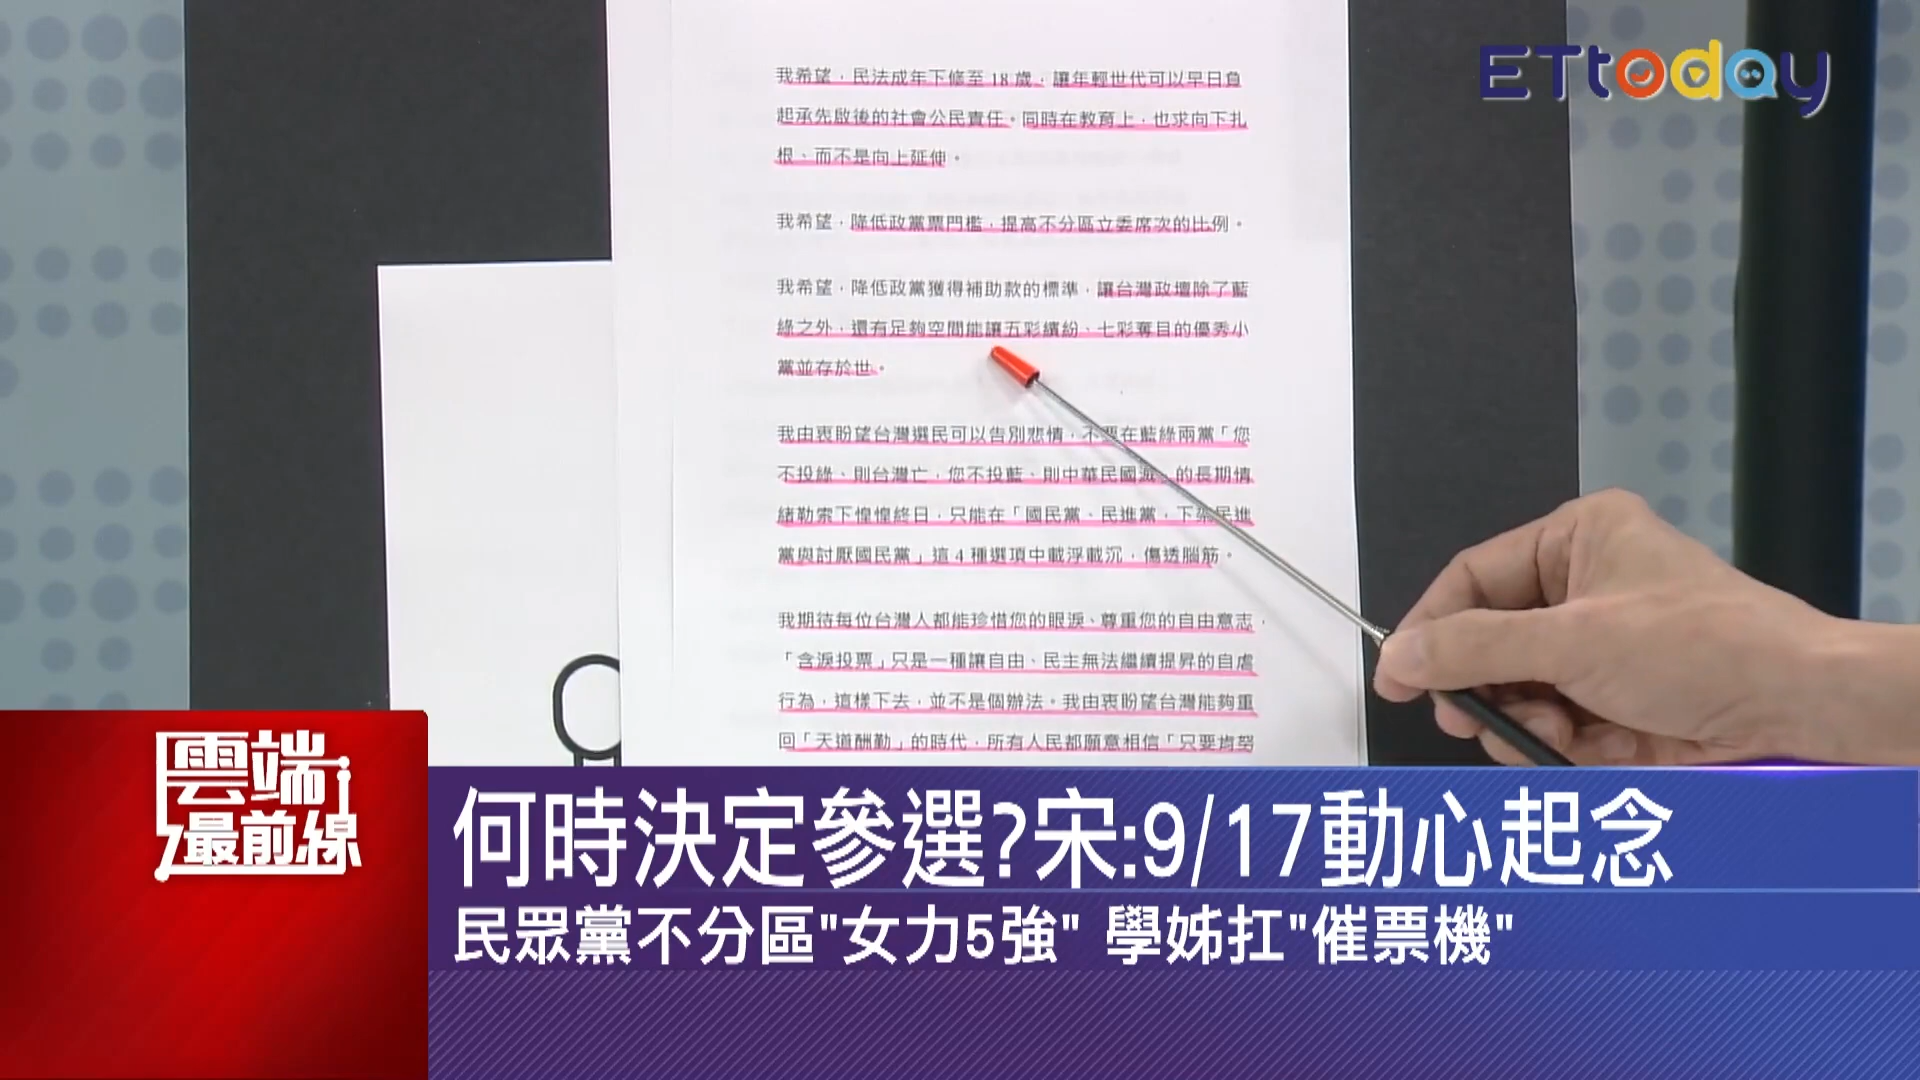 ETtoday
我希望，民法成年下修至 18 歲，讓年輕世代可以早日負
起承先啟後的社會公民責任。同時在教育上，也求向下扎
根、而不是向上延伸。
我希望，降低政黨票門檻，提高不分區立委席次的比例。
我希望，降低政黨獲得補助款的標準，讓台灣政壇除了藍
綠之外，還有足夠空間能讓五彩繽紛、七彩奪目的優秀小
黨並存於世。
我由衷盼望台灣選民可以告別悲情，不要在藍綠兩黨「您
不投綠、則台灣亡，您不投藍、則中華民國滅」的長期情
緒勒索下惶惶終日，只能在「國民黨、民進黨，下架民進
黨與討厭國民黨」這 4 種選項中載浮載沉，傷透腦筋。
我期待每位台灣人都能珍惜您的眼淚、尊重您的自由意志，
「含淚投票」只是一種讓自由、民主無法繼續提昇的自虐
行為，這樣下去，並不是個辦法。我由衷盼望台灣能夠重
回「天道酬勤」的時代，所有人民都願意相信「只要肯努
雲端
最前線
何時決定參選?宋:9/17動心起念
民眾黨不分區"女力5強" 學姊扛"催票機"